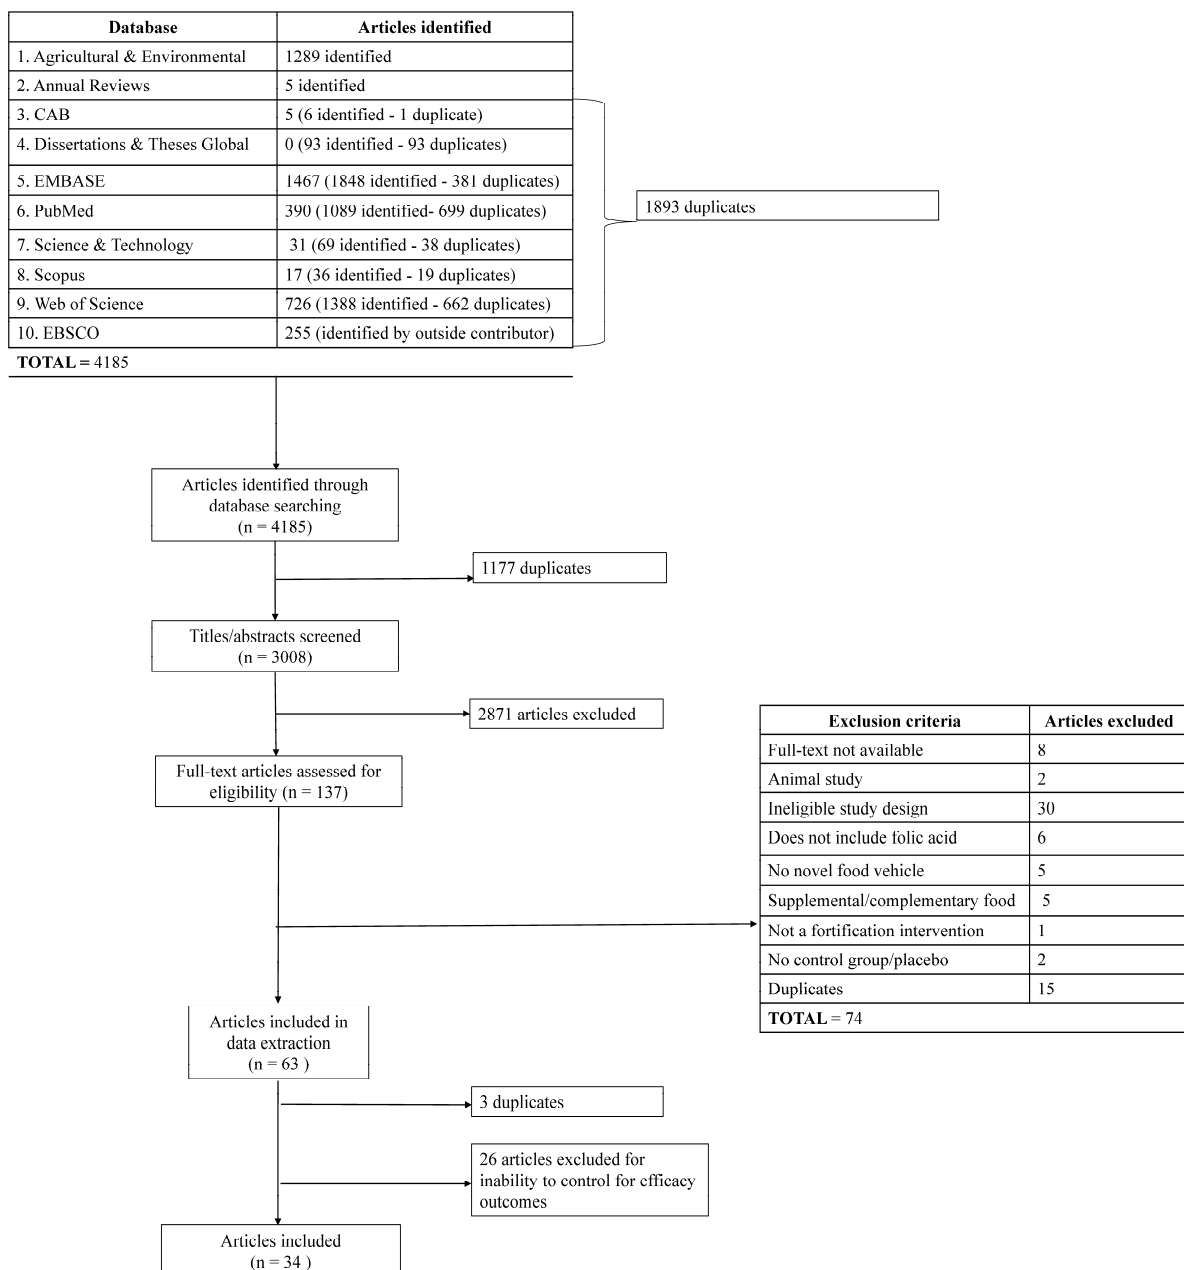 Database Articles identified
1. Agricultural & Environmental 1289 identified
2. Annual Reviews 5 identified
3. CAB 5 (6 identified - 1 duplicate)
4. Dissertations & Theses Global 0 (93 identified - 93 duplicates)
5. EMBASE 1467 (1848 identified - 381 duplicates)
6. PubMed 390 (1089 identified- 699 duplicates)
7. Science & Technology 31 (69 identified - 38 duplicates)
8. Scopus 17 (36 identified - 19 duplicates)
9. Web of Science 726 (1388 identified - 662 duplicates)
10. EBSCO 255 (identified by outside contributor)
TOTAL = 4185
1893 duplicates
Articles identified through
database searching
(n = 4185)
1177 duplicates
Titles/abstracts screened
(n = 3008)
2871 articles excluded
Full-text articles assessed for
eligibility (n = 137)
Exclusion criteria Articles excluded
Full-text not available 8
Animal study 2
Ineligible study design 30
Does not include folic acid 6
No novel food vehicle 5
Supplemental/complementary food 5
Not a fortification intervention 1
No control group/placebo 2
Duplicates 15
TOTAL = 74
Articles included in
data extraction
(n = 63 )
3 duplicates
26 articles excluded for
inability to control for efficacy
outcomes
Articles included
(n = 34 )